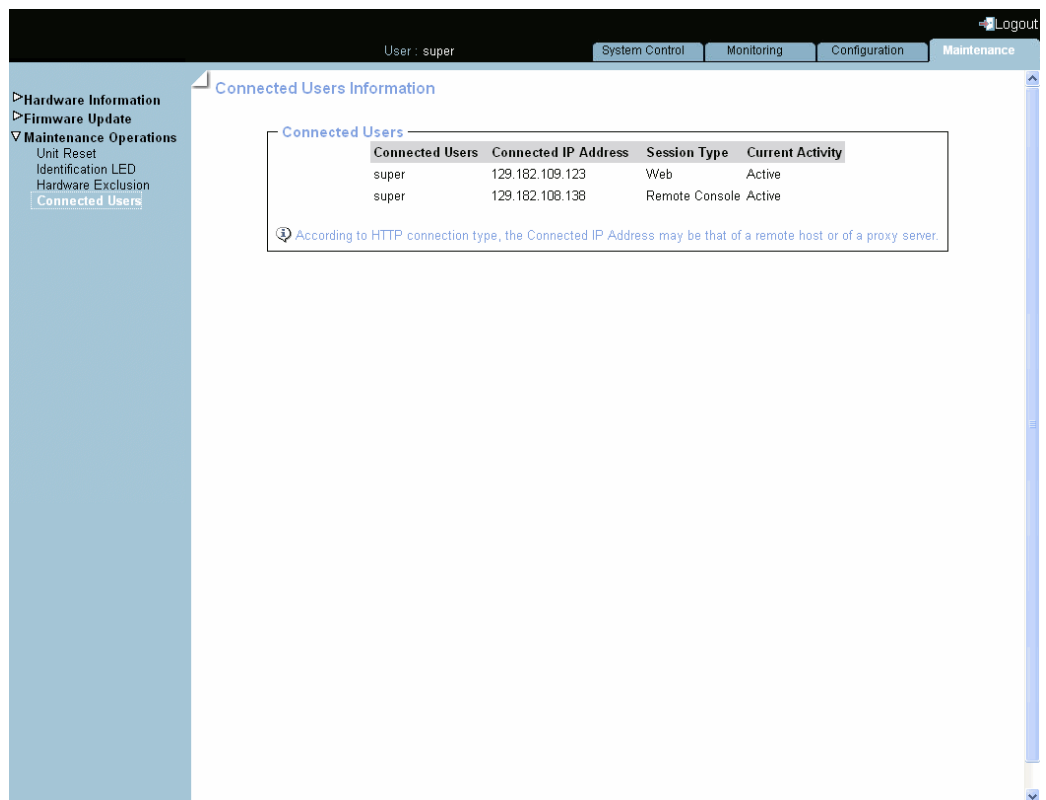 Logout
User : super
System Control
Monitoring
Configuration
Maintenance
Hardware Information
Firmware Update
Maintenance Operations
Unit Reset
Identification LED
Hardware Exclusion
Connected Users
Connected Users Information
Connected Users
Connected Users Connected IP Address Session Type Current Activity
super 129.182.109.123 Web Active
super 129.182.108.138 Remote Console Active
According to HTTP connection type, the Connected IP Address may be that of a remote host or of a proxy server.